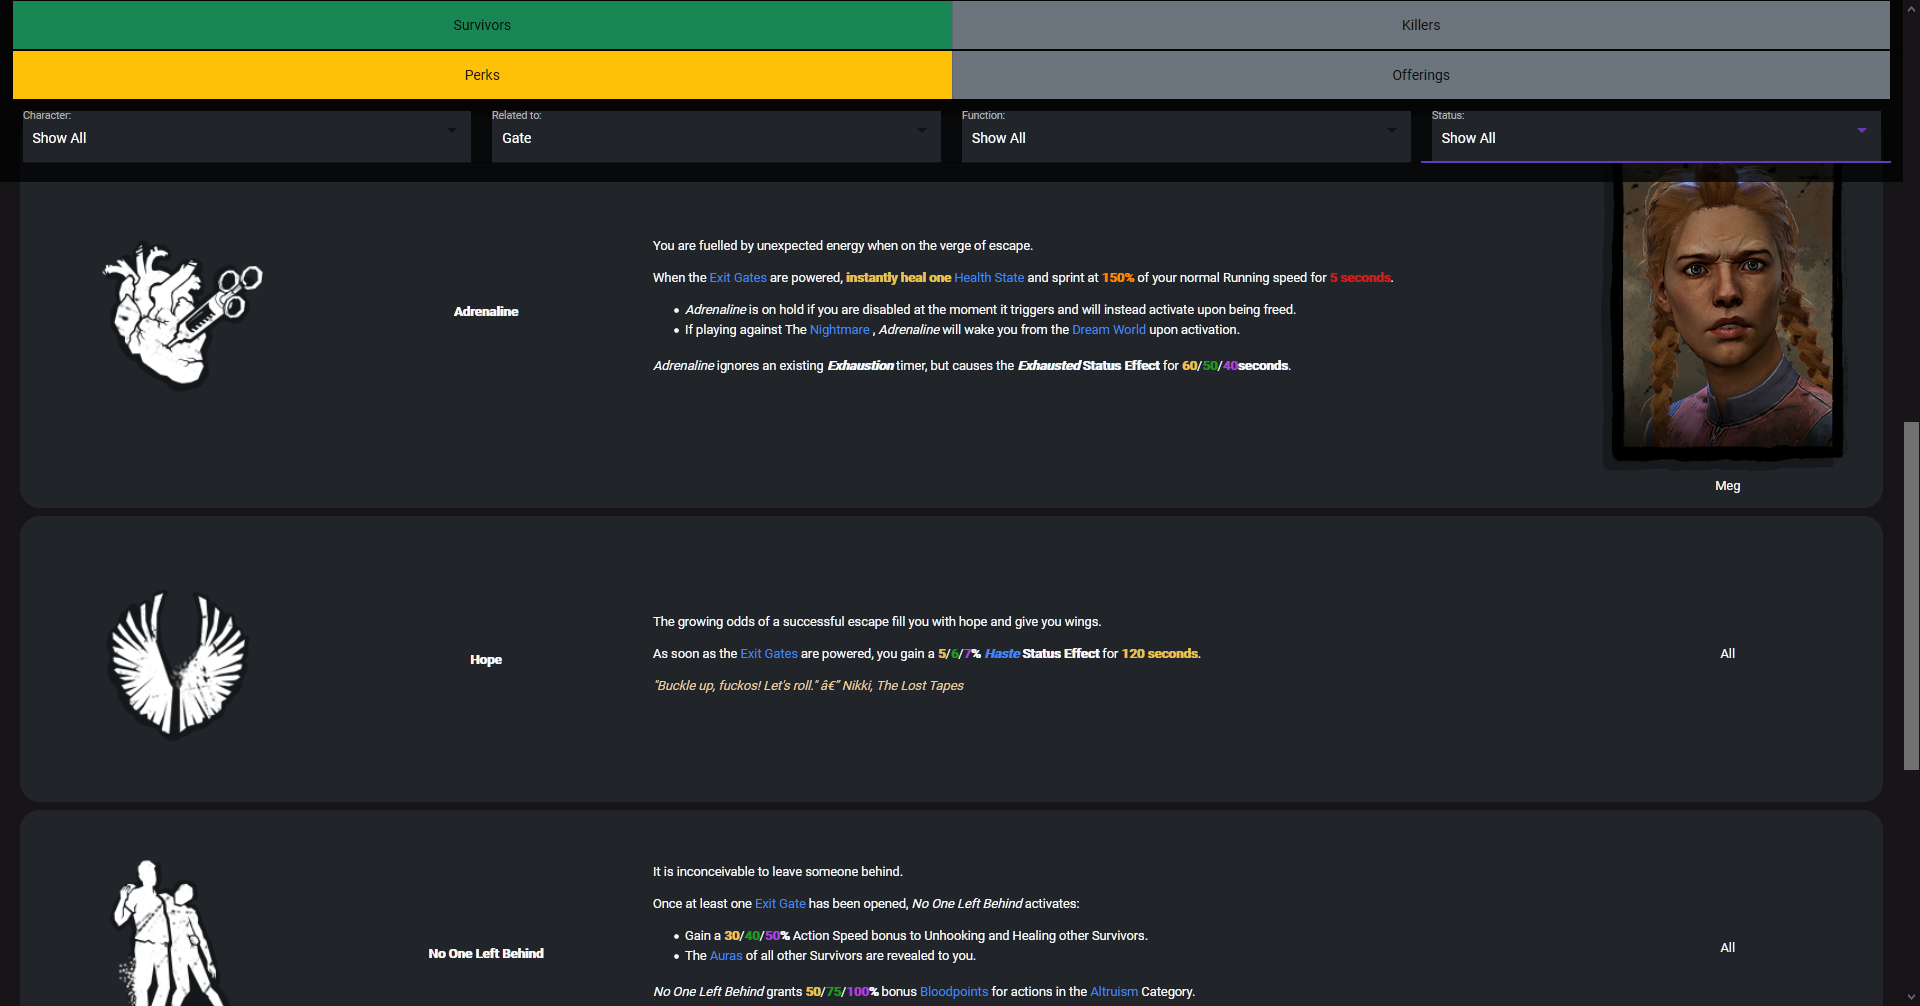 Survivors
Killers
Perks
Offerings
Character:
Show All
Related to:
Gate
Function:
Show All
Status:
Show All
Adrenaline
You are fuelled by unexpected energy when on the verge of escape.
When the Exit Gates are powered, instantly heal one Health State and sprint at 150% of your normal Running speed for 5 seconds.
• Adrenaline is on hold if you are disabled at the moment it triggers and will instead activate upon being freed.
• If playing against The Nightmare , Adrenaline will wake you from the Dream World upon activation.
Adrenaline ignores an existing Exhaustion timer, but causes the Exhausted Status Effect for 60/50/40seconds.
Meg
Hope
The growing odds of a successful escape fill you with hope and give you wings.
As soon as the Exit Gates are powered, you gain a 5/6/7% Haste Status Effect for 120 seconds.
"Buckle up, fuckos! Let's roll." â€” Nikki, The Lost Tapes
All
No One Left Behind
It is inconceivable to leave someone behind.
Once at least one Exit Gate has been opened, No One Left Behind activates:
• Gain a 30/40/50% Action Speed bonus to Unhooking and Healing other Survivors.
• The Auras of all other Survivors are revealed to you.
No One Left Behind grants 50/75/100% bonus Bloodpoints for actions in the Altruism Category.
All